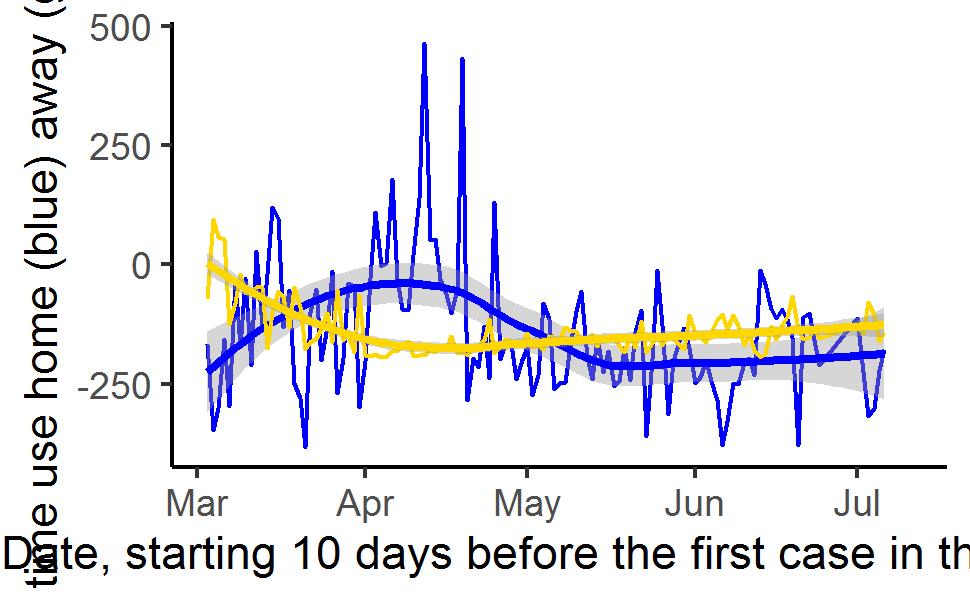 time use home (blue) away (g
500
250
0
-250
Mar Apr May Jun Jul
Date, starting 10 days before the first case in th